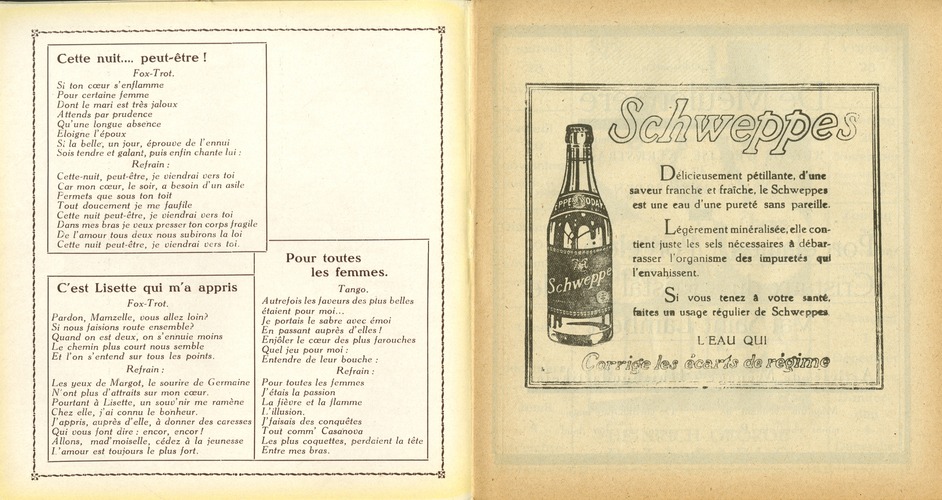 Cette nuit.... peut-être !
Fox-Trot.
Si ton cœur s'enflamme
Pour certaine femme
Dont le mari est très jaloux
Attends par prudence
Qu'une longue absence
Eloigne l'époux
Si la belle, un jour, éprouve de l'ennui
Sois tendre et galant, puis enfin chante lui :
Refrain :
Cette-nuit, peut-être, je viendrai vers toi
Car mon cœur, le soir, a besoin d'un asile
Fermets que sous ton toit
Tout doucement je me faufile
Cette nuit peut-être, je viendrai vers toi
Dans mes bras je veux presser ton corps fragile
De l'amour tous deux nous subirons la loi
Cette nuit peut-être, je viendrai vers toi.
C'est Lisette qui m'a appris
Fox-Trot.
Pardon, Mamzelle, vous allez loin?
Si nous faisions route ensemble?
Quand on est deux, on s'ennuie moins
Le chemin plus court nous semble
Et l'on s'entend sur tous les points.
Refrain :
Les yeux de Margot, le sourire de Germaine
N'ont plus d'attraits sur mon cœur.
Pourtant à Lisette, un souv'nir me ramène
Chez elle, j'ai connu le bonheur.
J'appris, auprès d'elle, à donner des caresses
Qui vous font dire : encor, encor !
Allons, mad'moiselle, cédez à la jeunesse
L'amour est toujours le plus fort.
Pour toutes
les femmes.
Tango.
Autrefois les faveurs des plus belles
étaient pour moi...
Je portais le sabre avec émoi
En passant auprès d'elles !
Enjôler le cœur des plus farouches
Quel jeu pour moi :
Entendre de leur bouche :
Refrain :
Pour toutes les femmes
J'étais la passion
La fièvre et la flamme
L'illusion.
J'faisais des conquêtes
Tout comm' Casanova
Les plus coquettes, perdaient la tête
Entre mes bras.
Schweppes
Délicieusement pétillante, d'une
saveur franche et fraîche, le Schweppes
est une eau d'une pureté sans pareille.
Légèrement minéralisée, elle con-
tient juste les sels nécessaires à débar-
rasser l'organisme des impuretés qui
l'envahissent.
Si vous tenez à votre santé,
faites un usage régulier de Schweppes
L'EAU QUI
Corrige les écarts de régime
Schweppe